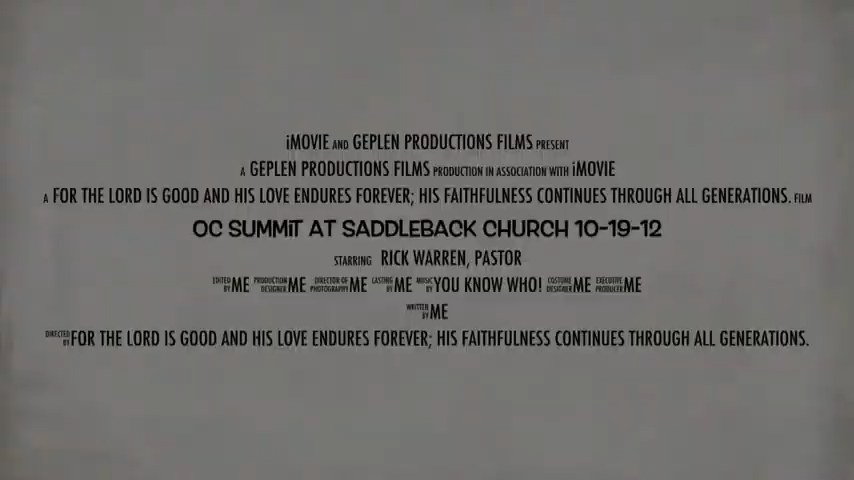 iMOVIE AND GEPLEN PRODUCTIONS FILMS PRESENT
A GEPLEN PRODUCTIONS FILMS PRODUCTION IN ASSOCIATION WITH iMOVIE
A FOR THE LORD IS GOOD AND HIS LOVE ENDURES FOREVER; HIS FAITHFULNESS CONTINUES THROUGH ALL GENERATIONS. FILM
OC SUMMiT AT SADDLEBACK CHURCH 10-19-12
STARRING RICK WARREN, PASTOR
EDITED BY ME PRODUCTION DESIGNER ME DIRECTOR OF PHOTOGRAPHY ME CASTING BY ME MUSIC BY YOU KNOW WHO! COSTUME DESIGNER ME EXECUTIVE PRODUCER ME
WRITTEN BY ME
DIRECTED BY FOR THE LORD IS GOOD AND HIS LOVE ENDURES FOREVER; HIS FAITHFULNESS CONTINUES THROUGH ALL GENERATIONS.